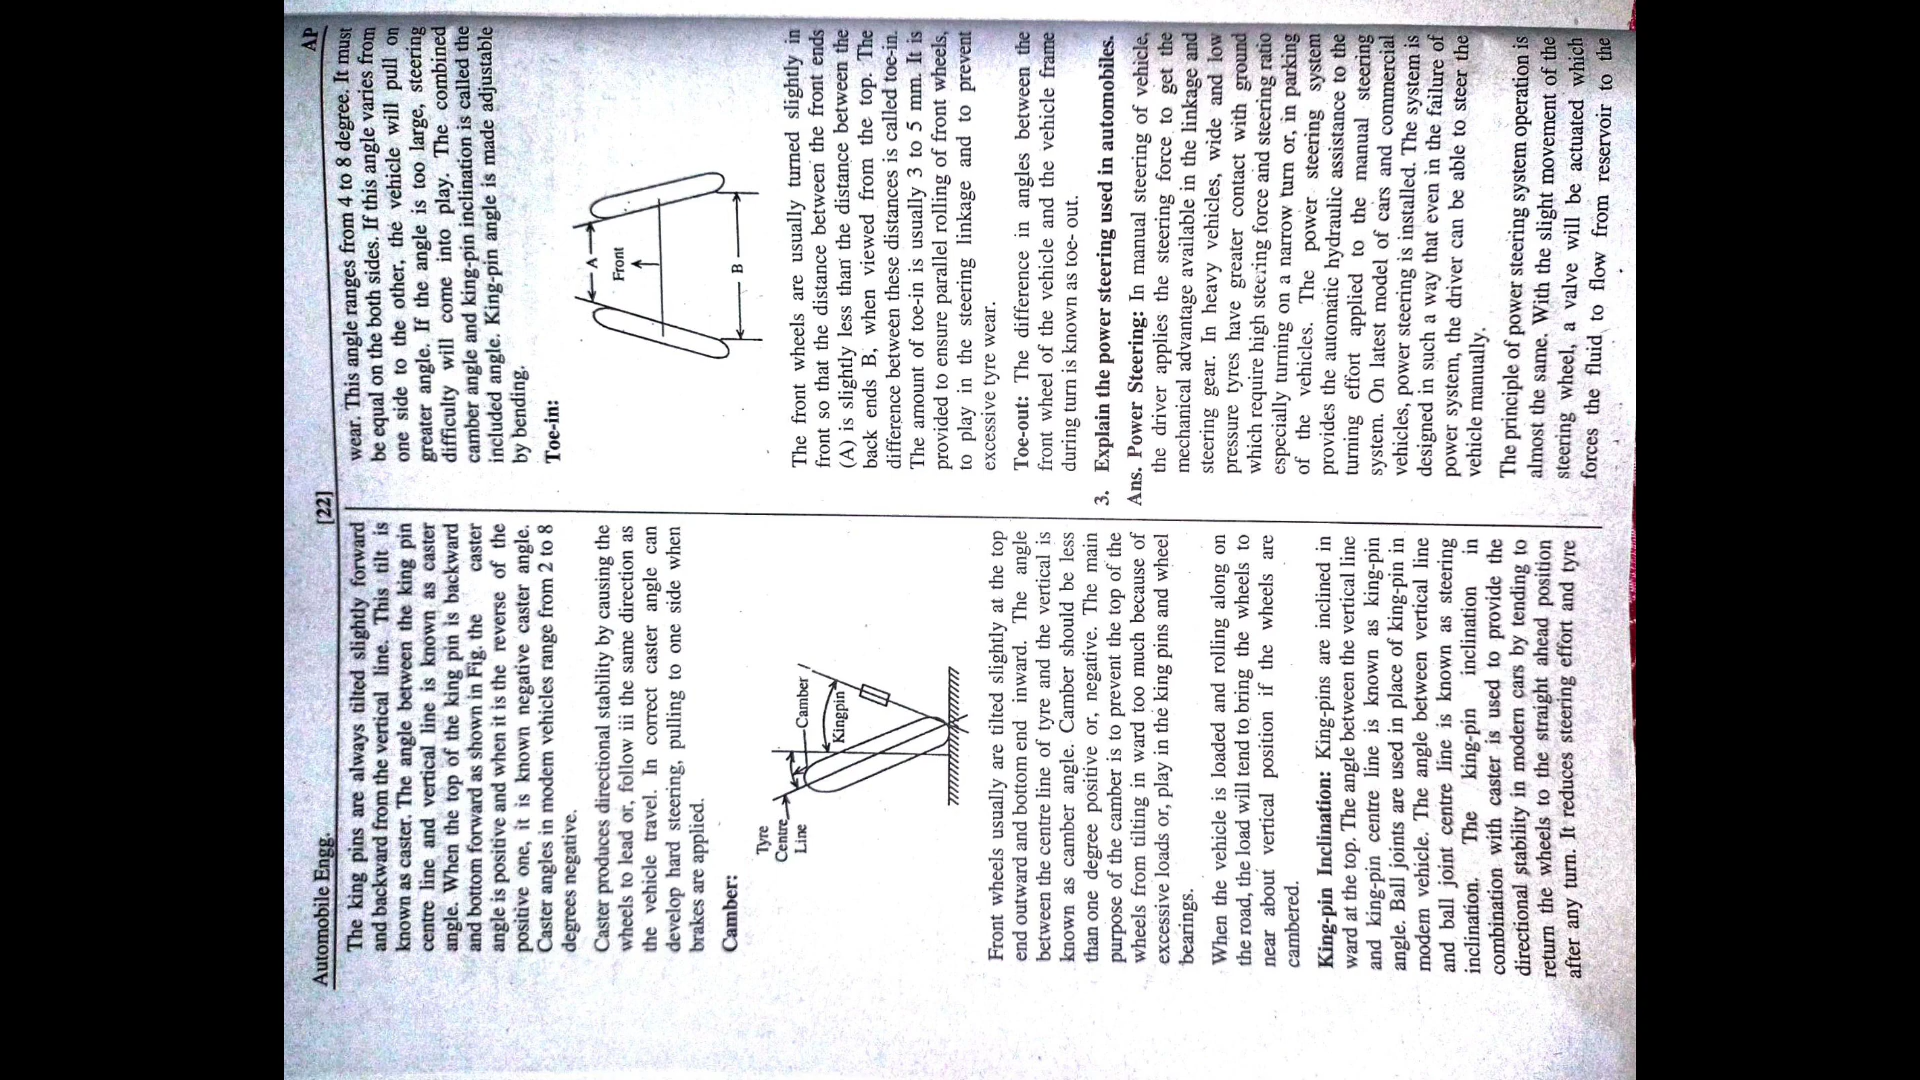 Automobile Engg. [22] AP
The king pins are always tilted slightly forward
and backward from the vertical line. This tilt is
known as caster. The angle between the king pin
centre line and vertical line is known as caster
angle. When the top of the king pin is backward
and bottom forward as shown in Fig. the caster
angle is positive and when it is the reverse of the
positive one, it is known negative caster angle.
Caster angles in modem vehicles range from 2 to 8
degrees negative.
Caster produces directional stability by causing the
wheels to lead or, follow iii the same direction as
the vehicle travel. In correct caster angle can
develop hard steering, pulling to one side when
brakes are applied.
Camber:
Tyre
Centre
Line
Camber
Kingpin
Front wheels usually are tilted slightly at the top
end outward and bottom end inward. The angle
between the centre line of tyre and the vertical is
known as camber angle. Camber should be less
than one degree positive or, negative. The main
purpose of the camber is to prevent the top of the
wheels from tilting in ward too much because of
excessive loads or, play in the king pins and wheel
bearings.
When the vehicle is loaded and rolling along on
the road, the load will tend to bring the wheels to
near about vertical position if the wheels are
cambered.
King-pin Inclination: King-pins are inclined in
ward at the top. The angle between the vertical line
and king-pin centre line is known as king-pin
angle. Ball joints are used in place of king-pin in
modem vehicle. The angle between vertical line
and ball joint centre line is known as steering
inclination. The king-pin inclination in
combination with caster is used to provide the
directional stability in modern cars by tending to
return the wheels to the straight ahead position
after any turn. It reduces steering effort and tyre
wear. This angle ranges from 4 to 8 degree. It must
be equal on the both sides. If this angle varies from
one side to the other, the vehicle will pull on
greater angle. If the angle is too large, steering
difficulty will come into play. The combined
camber angle and king-pin inclination is called the
included angle. King-pin angle is made adjustable
by bending.
Toe-in:
A
Front
B
The front wheels are usually turned slightly in
front so that the distance between the front ends
(A) is slightly less than the distance between the
back ends B, when viewed from the top. The
difference between these distances is called toe-in.
The amount of toe-in is usually 3 to 5 mm. It is
provided to ensure parallel rolling of front wheels,
to play in the steering linkage and to prevent
excessive tyre wear.
Toe-out: The difference in angles between the
front wheel of the vehicle and the vehicle frame
during turn is known as toe- out.
3. Explain the power steering used in automobiles.
Ans. Power Steering: In manual steering of vehicle,
the driver applies the steering force to get the
mechanical advantage available in the linkage and
steering gear. In heavy vehicles, wide and low
pressure tyres have greater contact with ground
which require high steering force and steering ratio
especially turning on a narrow turn or, in parking
of the vehicles. The power steering system
provides the automatic hydraulic assistance to the
turning effort applied to the manual steering
system. On latest model of cars and commercial
vehicles, power steering is installed. The system is
designed in such a way that even in the failure of
power system, the driver can be able to steer the
vehicle manually.
The principle of power steering system operation is
almost the same. With the slight movement of the
steering wheel, a valve will be actuated which
forces the fluid to flow from reservoir to the